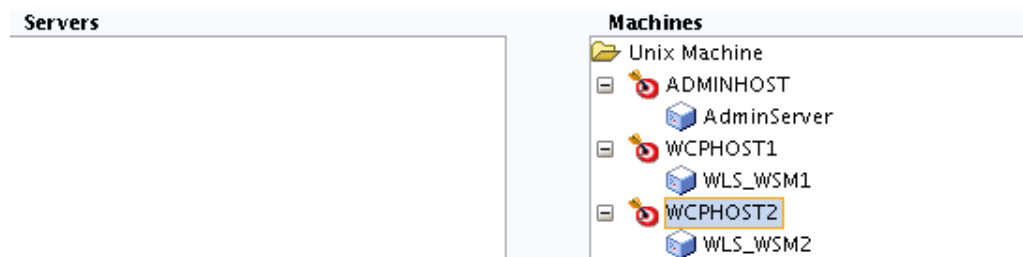 Servers
Machines
Unix Machine
ADMINHOST
AdminServer
WCPHOST1
WLS_WSM1
WCPHOST2
WLS_WSM2